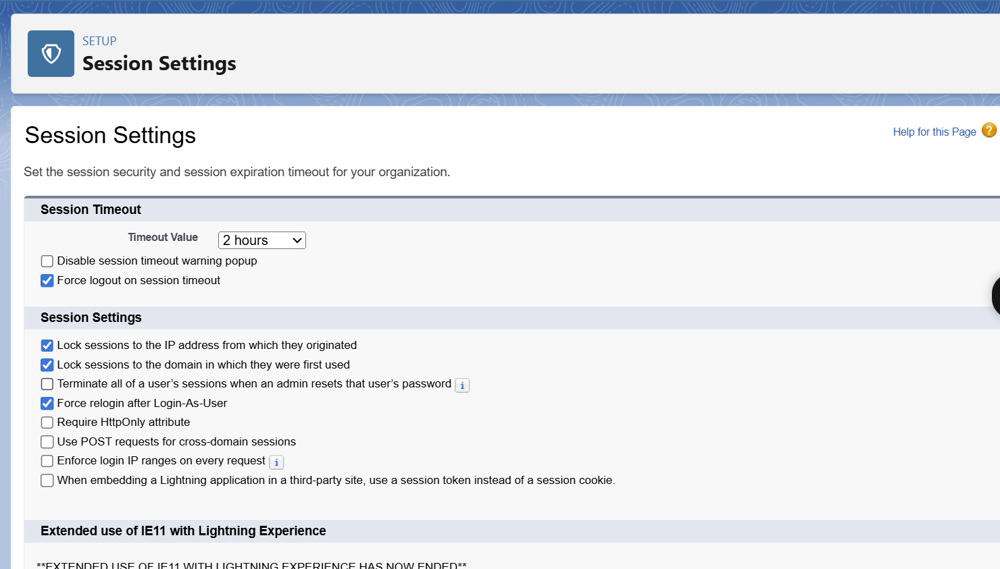 SETUP
Session Settings
Session Settings
Help for this Page ?
Set the session security and session expiration timeout for your organization.
Session Timeout
Timeout Value 2 hours
Disable session timeout warning popup
Force logout on session timeout
Session Settings
Lock sessions to the IP address from which they originated
Lock sessions to the domain in which they were first used
Terminate all of a user’s sessions when an admin resets that user’s password i
Force relogin after Login-As-User
Require HttpOnly attribute
Use POST requests for cross-domain sessions
Enforce login IP ranges on every request i
When embedding a Lightning application in a third-party site, use a session token instead of a session cookie.
Extended use of IE11 with Lightning Experience
**EXTENDED USE OF IE11 WITH LIGHTNING EXPERIENCE HAS NOW ENDED**